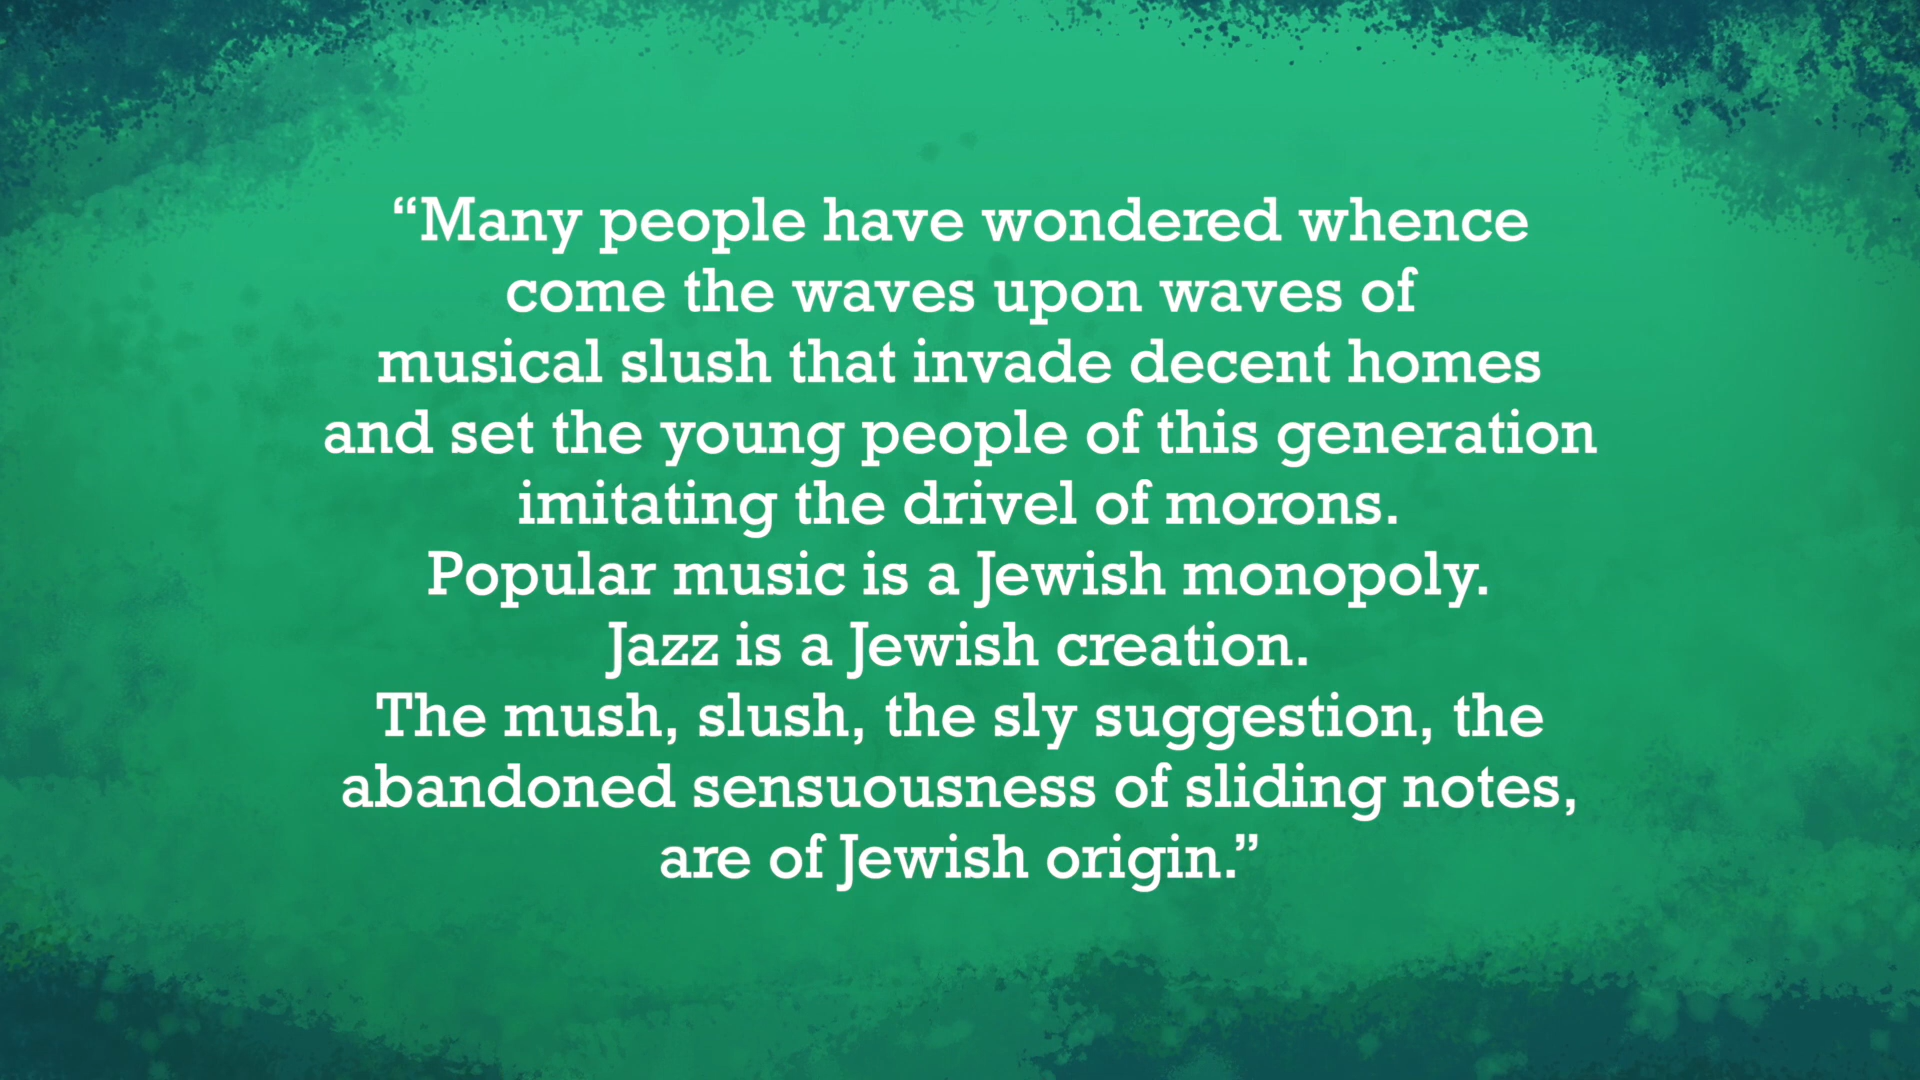 “Many people have wondered whence
come the waves upon waves of
musical slush that invade decent homes
and set the young people of this generation
imitating the drivel of morons.
Popular music is a Jewish monopoly.
Jazz is a Jewish creation.
The mush, slush, the sly suggestion, the
abandoned sensuousness of sliding notes,
are of Jewish origin.”